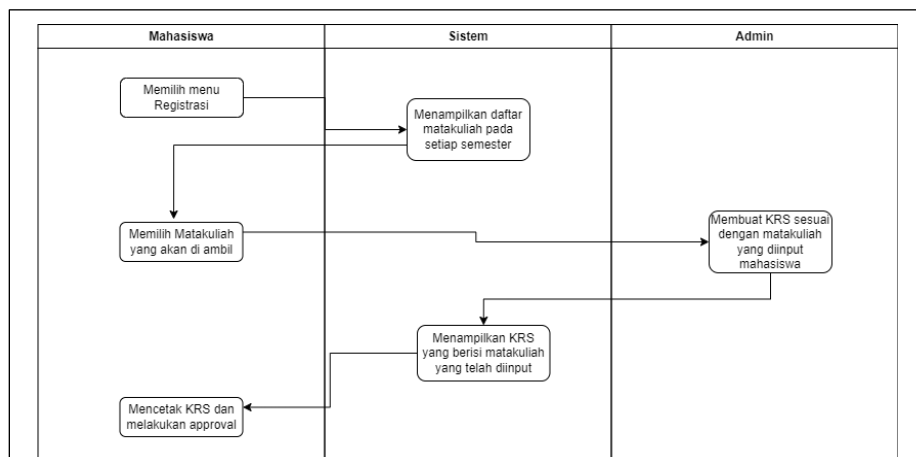 Mahasiswa
Sistem
Admin
Memilih menu
Registrasi
Menampilkan daftar
matakuliah pada
setiap semester
Memilih Matakuliah
yang akan di ambil
Membuat KRS sesuai
dengan matakuliah
yang diinput
mahasiswa
Menampilkan KRS
yang berisi matakuliah
yang telah diinput
Mencetak KRS dan
melakukan approval